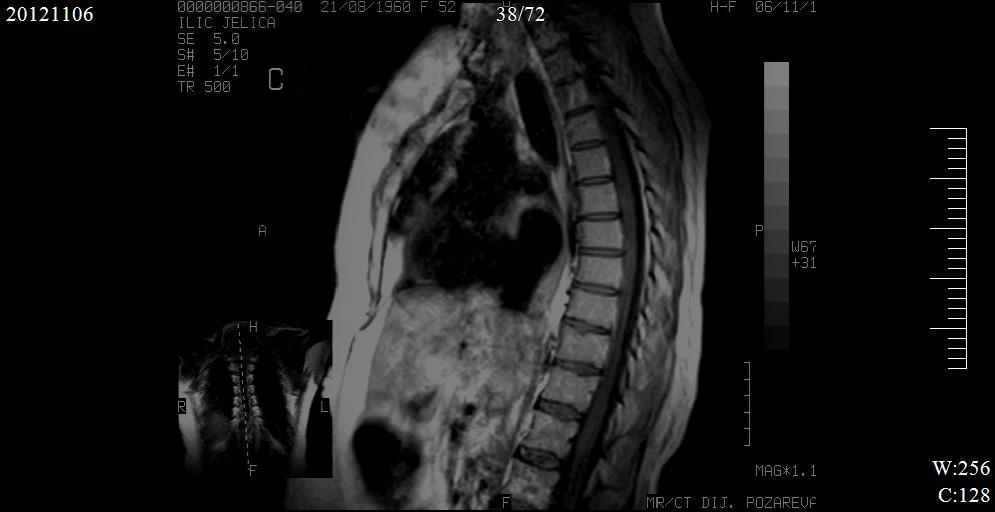 20121106
0000000866-040 21/08/1960 F 52
H
38/72
H-F 06/11/1
ILIC JELICA
SE 5.0
S# 5/10
E# 1/1
TR 500
C
A
P
W67
+31
H
R
L
F
MAG*1.1
F
MR/CT DIJ. POZAREVA
W:256
C:128